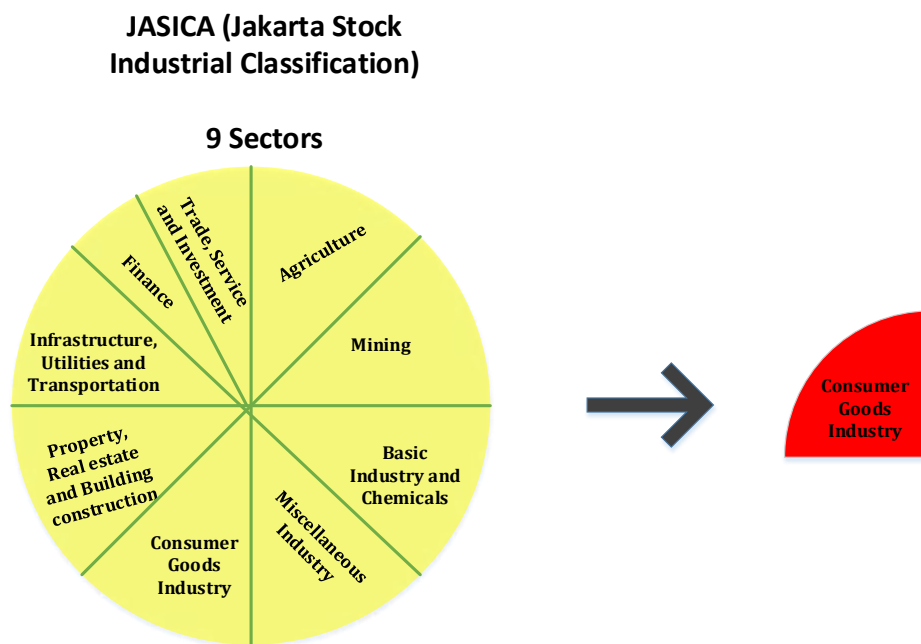 JASICA (Jakarta Stock
Industrial Classification)
9 Sectors
Trade, Service
and Investment
Agriculture
Finance
Mining
Infrastructure,
Utilities and
Transportation
Property,
Real estate
and Building
construction
Basic
Industry and
Chemicals
Miscellaneous
Industry
Consumer
Goods
Industry
Consumer
Goods
Industry